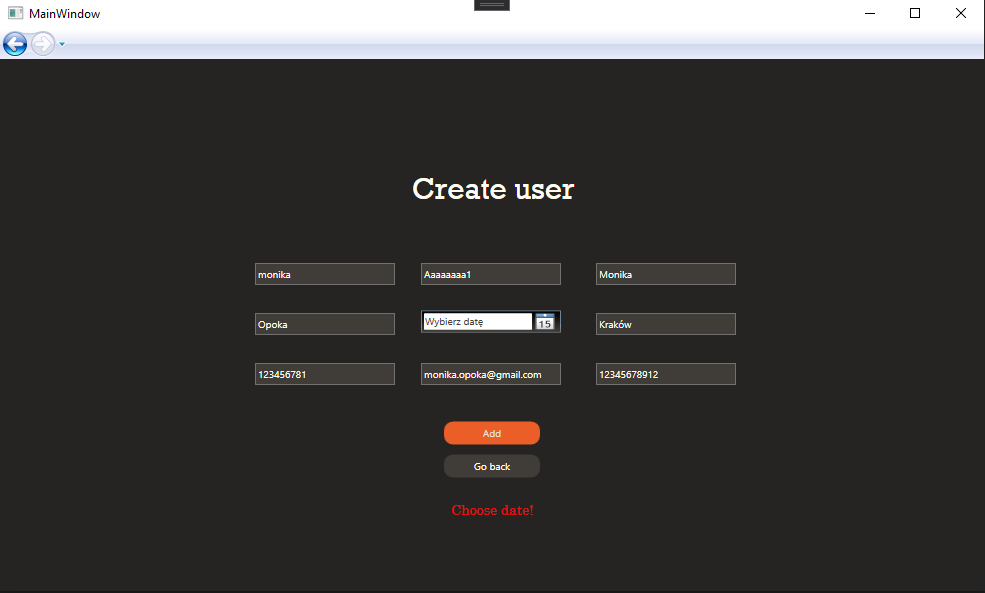 MainWindow
Create user
monika Aaaaaaaa1 Monika
Opoka Wybierz datę 15 Kraków
123456781 monika.opoka@gmail.com 12345678912
Add
Go back
Choose date!